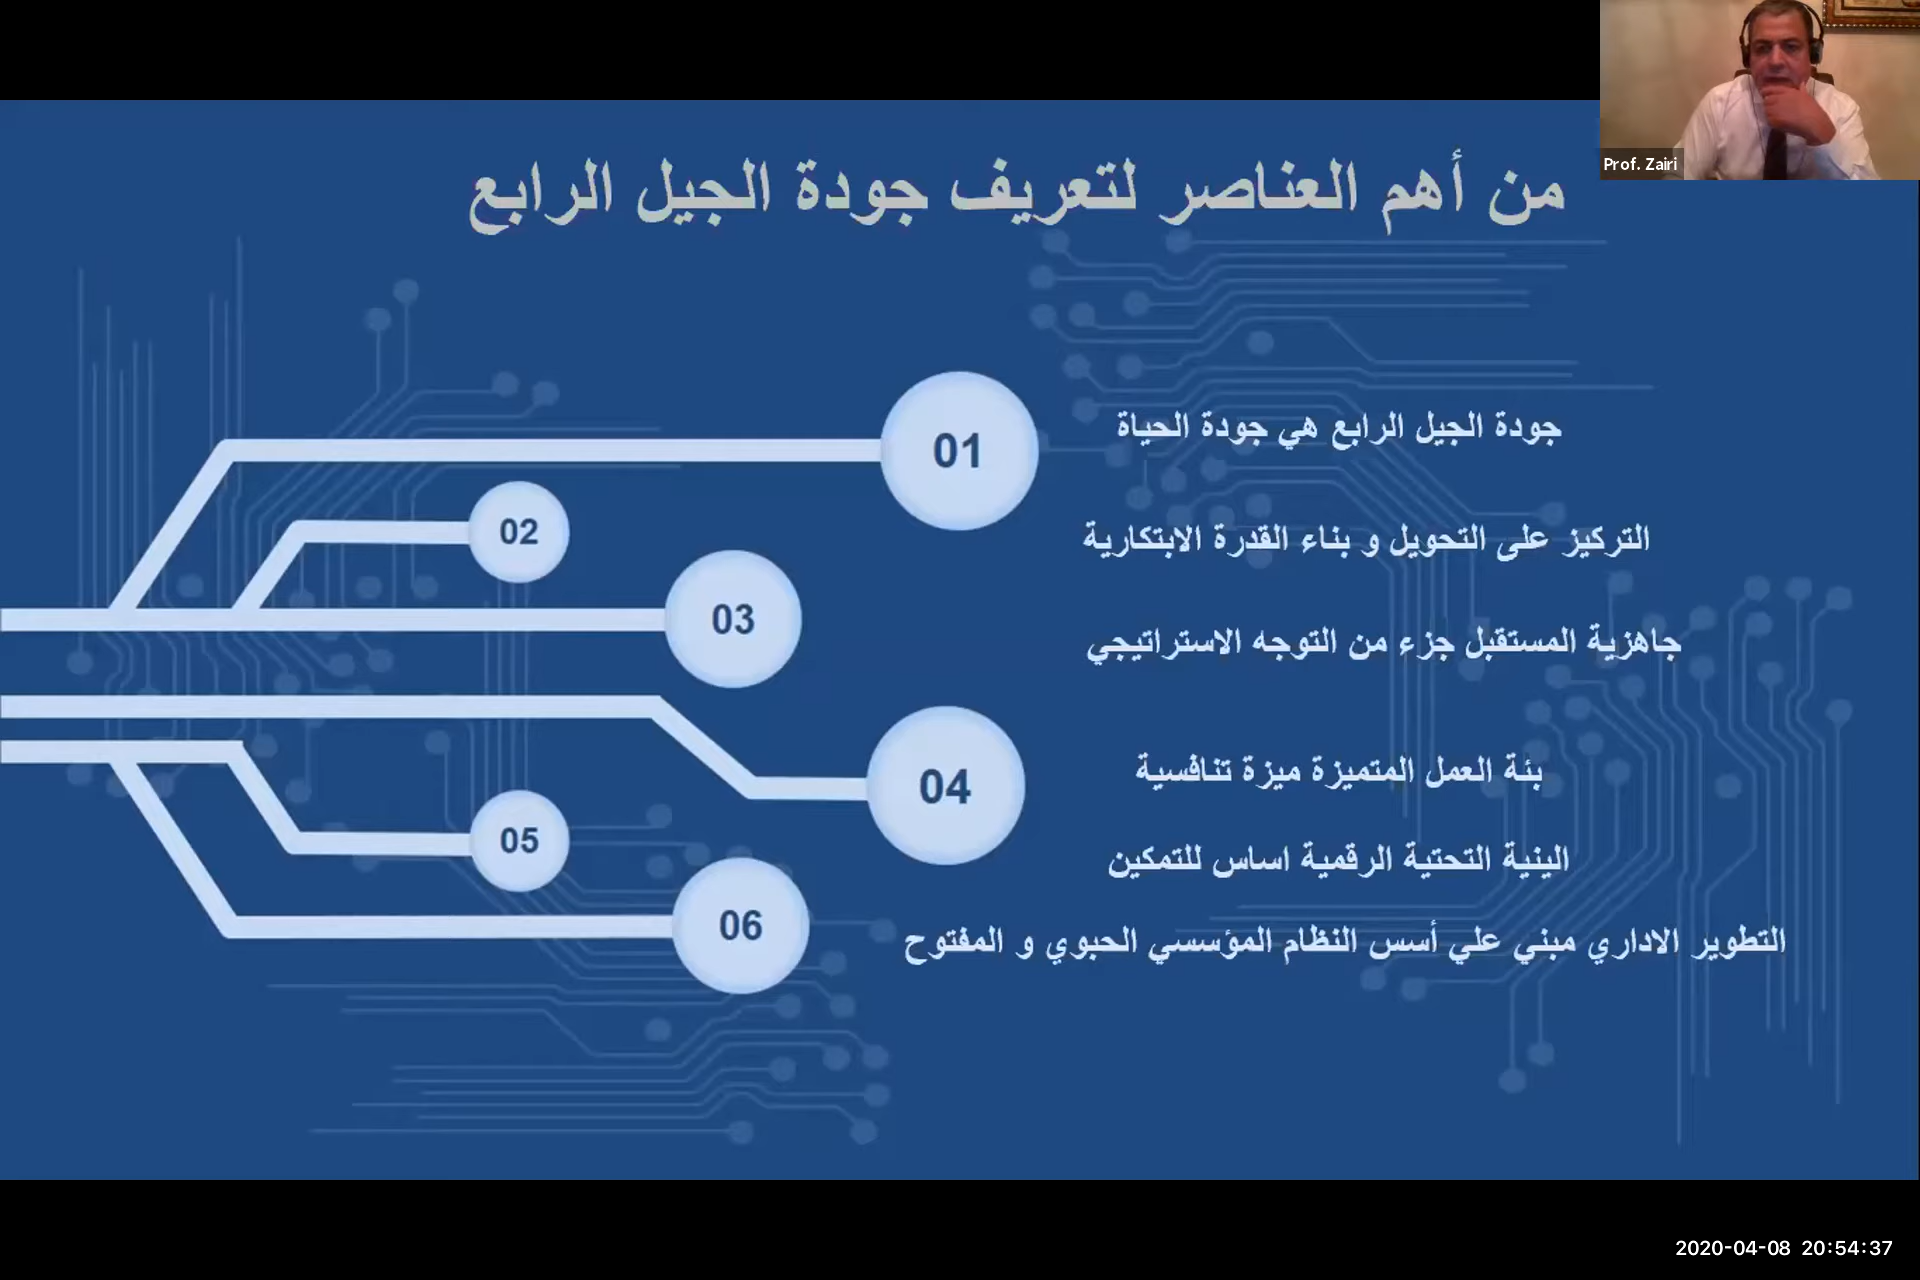 Prof. Zairi
من أهم العناصر لتعريف جودة الجيل الرابع
01
جودة الجيل الرابع هي جودة الحياة
02
التركيز على التحويل و بناء القدرة الابتكارية
03
جاهزية المستقبل جزء من التوجه الاستراتيجي
04
بئة العمل المتميزة ميزة تنافسية
05
الينية التحتية الرقمية اساس للتمكين
06
التطوير الاداري مبني علي أسس النظام المؤسسي الحبوي و المفتوح
2020-04-08 20:54:37